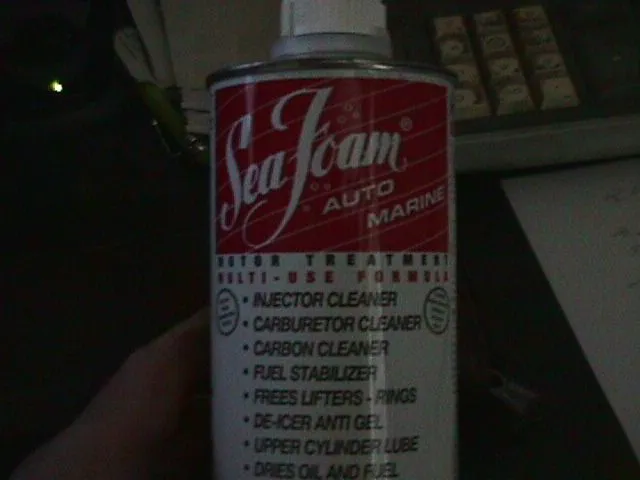 Sea Foam®
AUTO
MARINE
MOTOR TREATMENT
MULTI-USE FORMULA
• INJECTOR CLEANER
• CARBURETOR CLEANER
• CARBON CLEANER
• FUEL STABILIZER
• FREES LIFTERS - RINGS
• DE-ICER ANTI GEL
• UPPER CYLINDER LUBE
• DRIES OIL AND FUEL